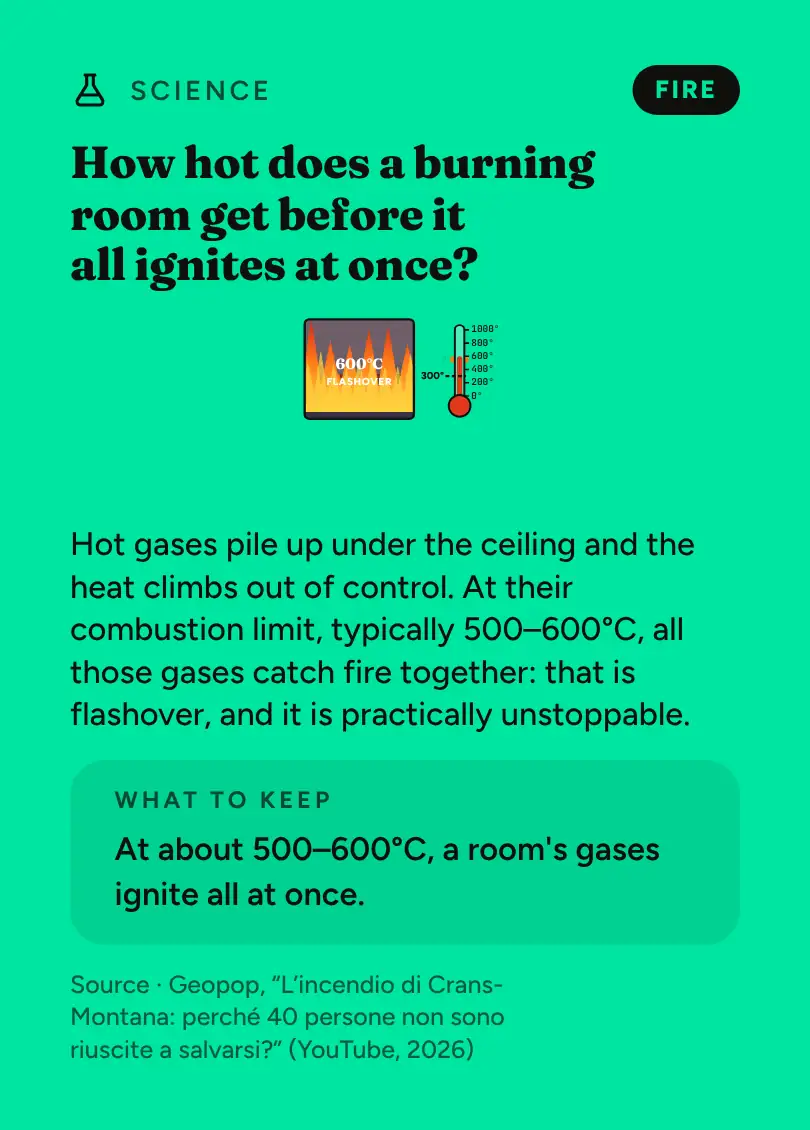 SCIENCE
FIRE
How hot does a burning
room get before it
all ignites at once?
600°C
FLASHOVER
300°
1000°
800°
600°
400°
200°
0°
Hot gases pile up under the ceiling and the
heat climbs out of control. At their
combustion limit, typically 500–600°C, all
those gases catch fire together: that is
flashover, and it is practically unstoppable.
WHAT TO KEEP
At about 500–600°C, a room's gases
ignite all at once.
Source · Geopop, “L’incendio di Crans-
Montana: perché 40 persone non sono
riuscite a salvarsi?” (YouTube, 2026)